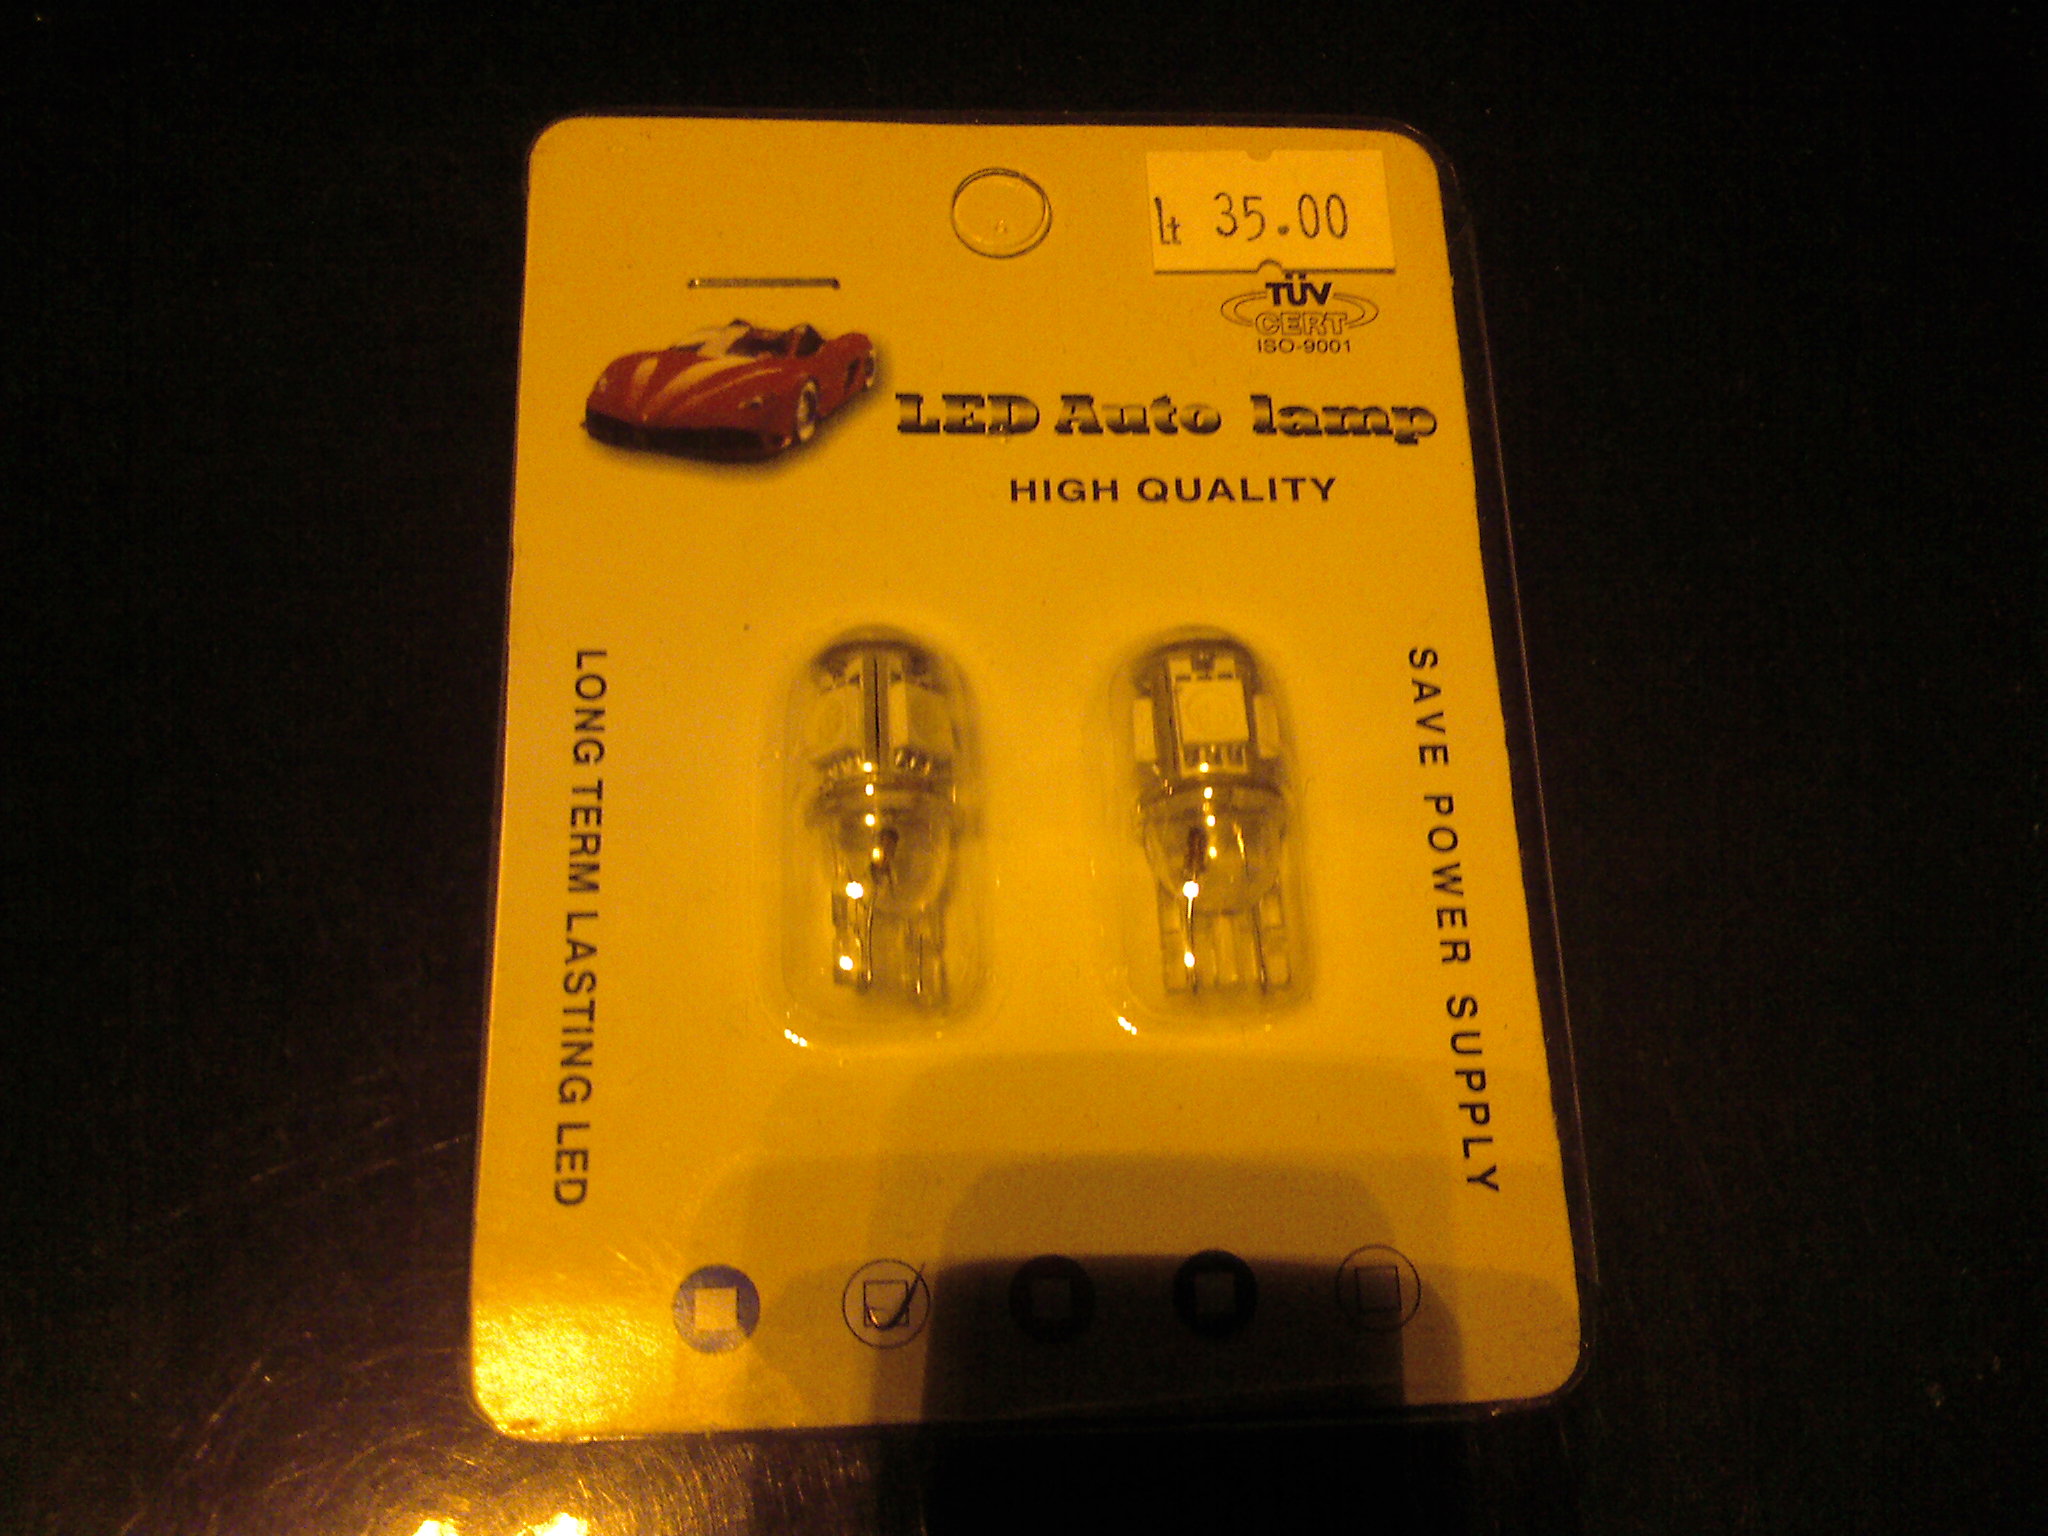 Lt 35.00
TÜV
CERT
ISO-9001
LED Auto lamp
HIGH QUALITY
LONG TERM LASTING LED
SAVE POWER SUPPLY